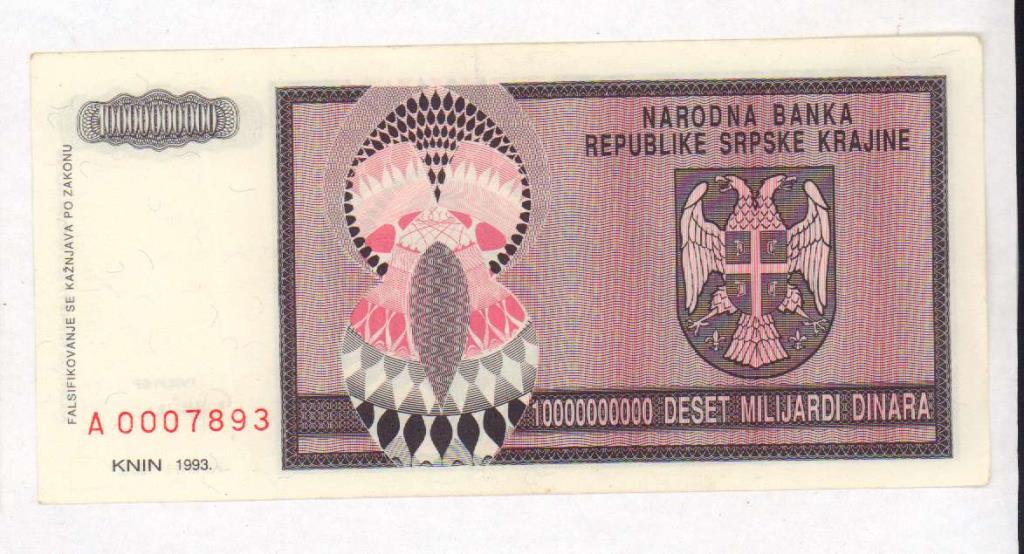 10000000000
FALSIFIKOVANJE SE KAŽNJAVA PO ZAKONU
A 0007893
KNIN 1993.
NARODNA BANKA
REPUBLIKE SRPSKE KRAJINE
10000000000 DESET MILIJARDI DINARA